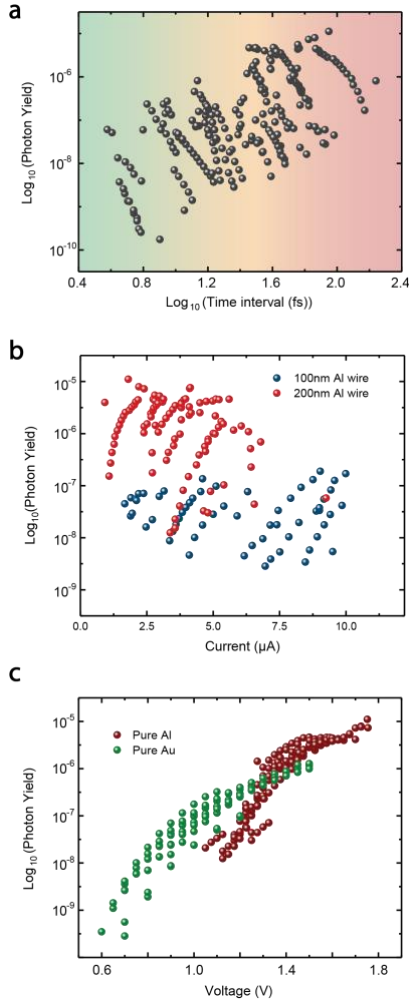 a
Log10(Photon Yield)
10-6
10-8
10-10
0.4 0.8 1.2 1.6 2.0 2.4
Log10(Time interval (fs))
b
100nm Al wire
200nm Al wire
Log10(Photon Yield)
10-5
10-6
10-7
10-8
10-9
0.0 2.5 5.0 7.5 10.0
Current (μA)
c
Pure Al
Pure Au
Log10(Photon Yield)
10-5
10-6
10-7
10-8
10-9
0.6 1.0 1.4 1.8
Voltage (V)